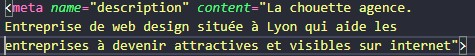 <meta name="description" content="La chouette agence.
Entreprise de web design située à Lyon qui aide les
entreprises à devenir attractives et visibles sur internet">